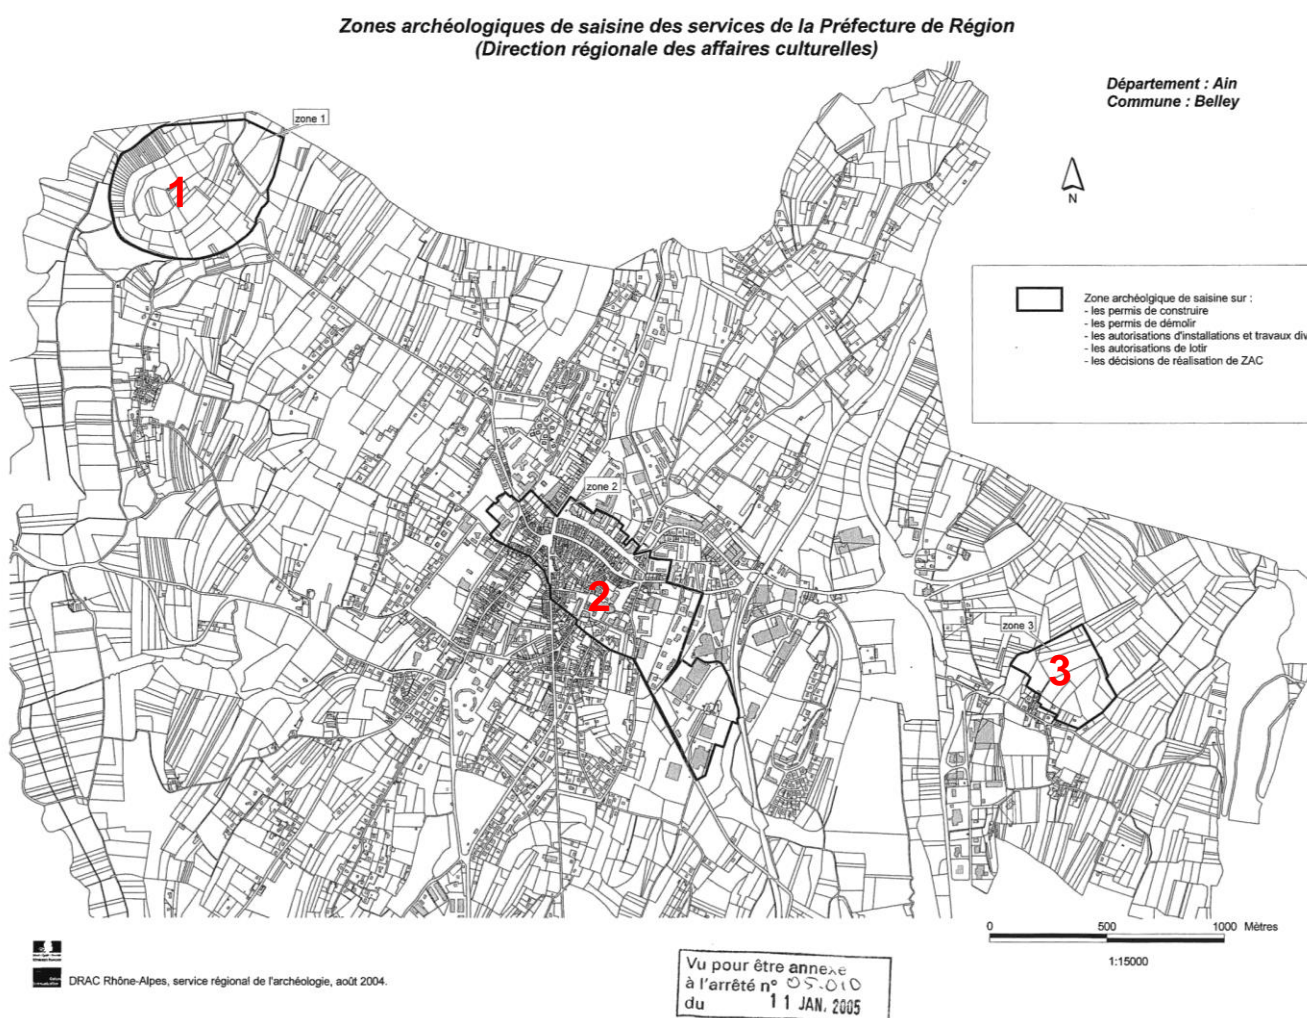 Zones archéologiques de saisine des services de la Préfecture de Région
(Direction régionale des affaires culturelles)
Département : Ain
Commune : Belley
zone 1
1
N
Zone archéolgique de saisine sur :
- les permis de construire
- les permis de démolir
- les autorisations d'installations et travaux div
- les autorisations de lotir
- les décisions de réalisation de ZAC
zone 2
2
zone 3
3
0 500 1000 Mètres
1:15000
DRAC Rhône-Alpes, service régional de l'archéologie, août 2004.
Vu pour être annexe
à l'arrêté n° 05.010
du 11 JAN. 2005